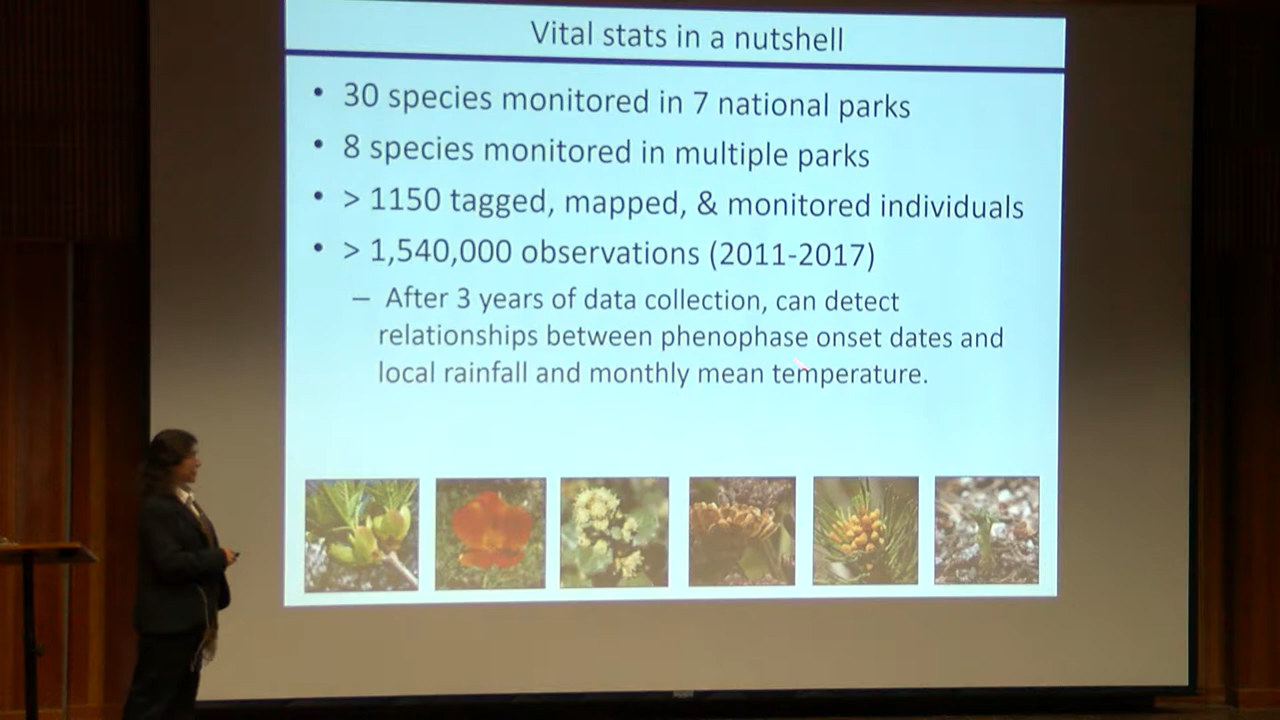 Vital stats in a nutshell
• 30 species monitored in 7 national parks
• 8 species monitored in multiple parks
• > 1150 tagged, mapped, & monitored individuals
• > 1,540,000 observations (2011-2017)
– After 3 years of data collection, can detect
relationships between phenophase onset dates and
local rainfall and monthly mean temperature.